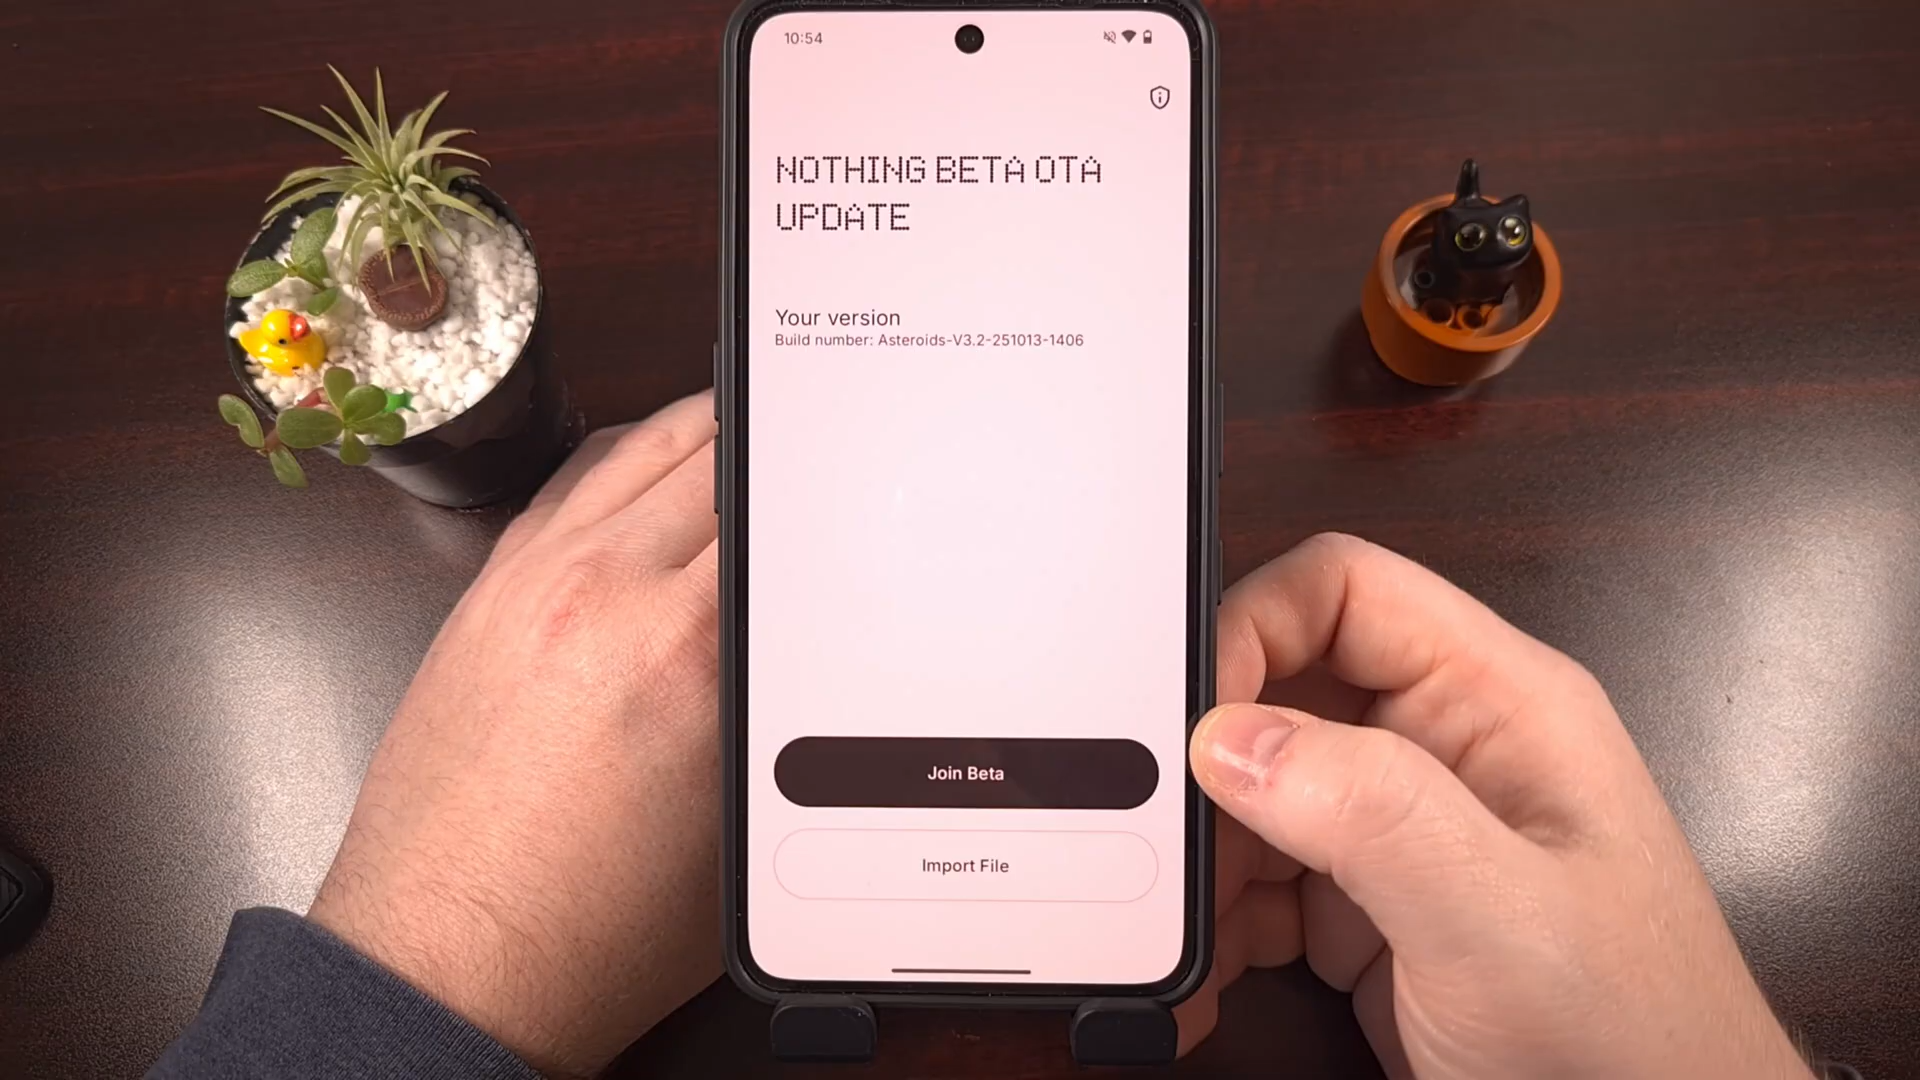 10:54
NOTHING BETA OTA
UPDATE
Your version
Build number: Asteroids-V3.2-251013-1406
Join Beta
Import File